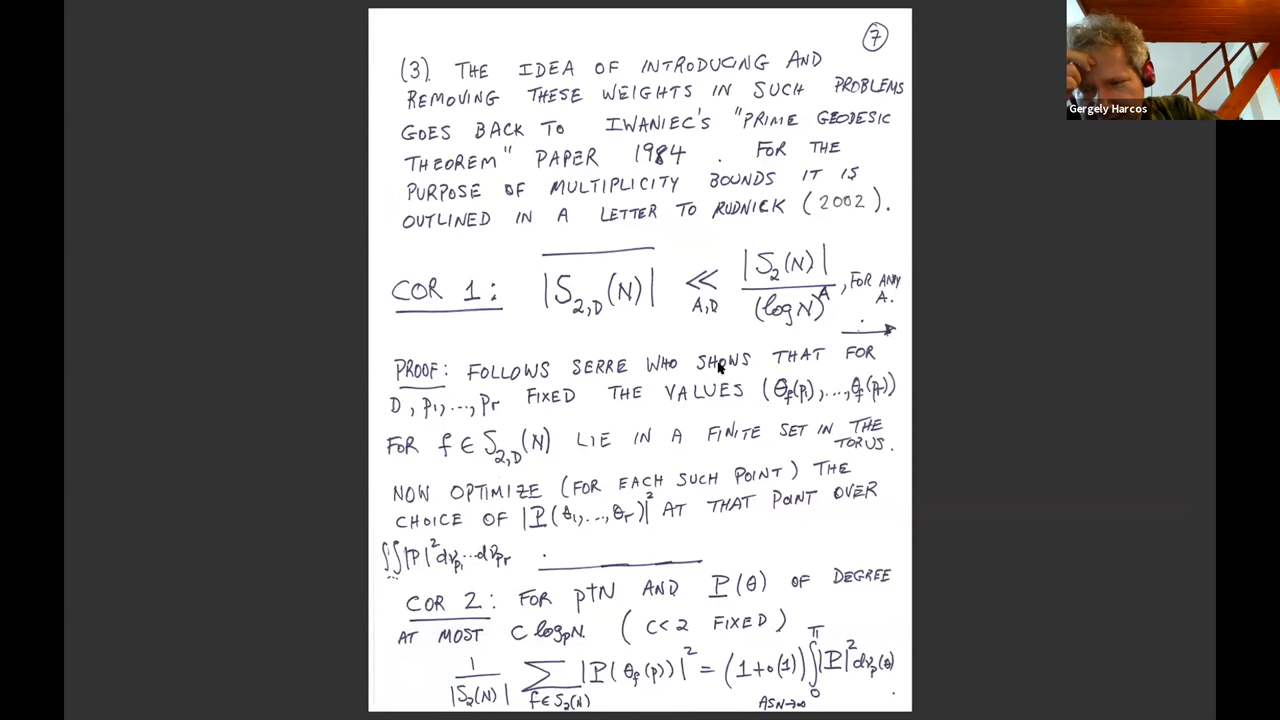 7
(3). THE IDEA OF INTRODUCING AND
REMOVING THESE WEIGHTS IN SUCH PROBLEMS
GOES BACK TO IWANIEC'S "PRIME GEODESIC
THEOREM" PAPER 1984 . FOR THE
PURPOSE OF MULTIPLICITY BOUNDS IT IS
OUTLINED IN A LETTER TO RUDNICK (2002).
COR 1: |S_{2,D}(N)| ≪_{A,D} |S_2(N)| / (log N)^A , FOR ANY A.
PROOF: FOLLOWS SERRE WHO SHOWS THAT FOR
D, p_1, ..., p_r FIXED THE VALUES (θ_f(p_1), ..., θ_f(p_r))
FOR f ∈ S_{2,D}(N) LIE IN A FINITE SET IN THE TORUS.
NOW OPTIMIZE (FOR EACH SUCH POINT) THE
CHOICE OF |P(θ_1, ..., θ_r)|^2 AT THAT POINT OVER
∫∫|P|^2 dν_{p_1} ... dν_{p_r} .
COR 2: FOR p∤N AND P(θ) OF DEGREE
AT MOST C log_p N. (C<2 FIXED)
1/|S_2(N)| ∑_{f∈S_2(N)} |P(θ_f(p))|^2 = (1+o(1)) ∫_0^π |P|^2 dν_p(θ) .
AS N→∞
Gergely Harcos